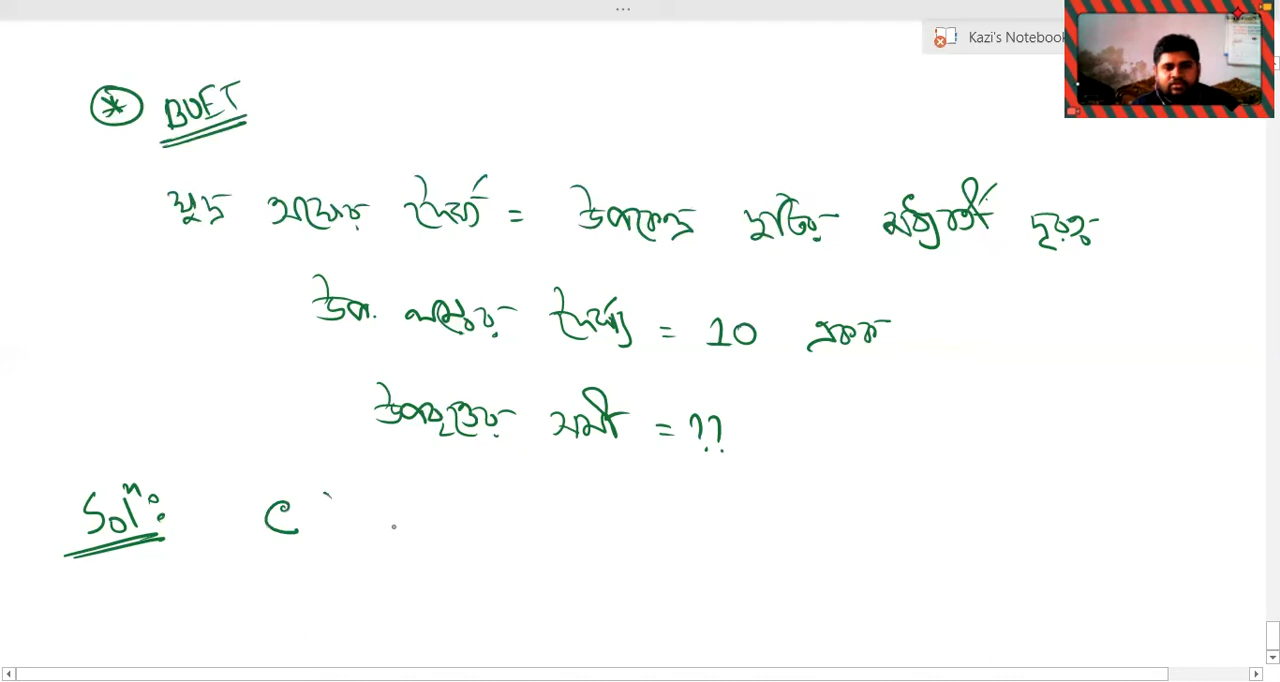 Kazi's Notebook
* BUET
ক্ষুদ্র অক্ষের দৈর্ঘ্য = উপকেন্দ্র দুটির মধ্যবর্তী দূরত্ব
উপ. লম্বের দৈর্ঘ্য = 10 একক
উপবৃত্তের সমী = ??
Solⁿ: